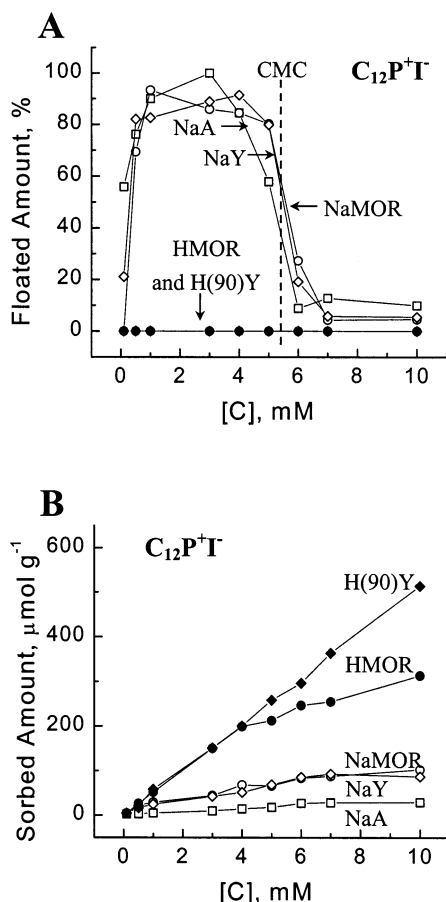 A
CMC
C₁₂P⁺I⁻
100
80
60
40
20
0
Floated Amount, %
NaA
NaY
NaMOR
HMOR
and H(90)Y
0 2 4 6 8 10
[C], mM
B
C₁₂P⁺I⁻
600
400
200
0
Sorbed Amount, μmol g⁻¹
H(90)Y
HMOR
NaMOR
NaY
NaA
0 2 4 6 8 10
[C], mM